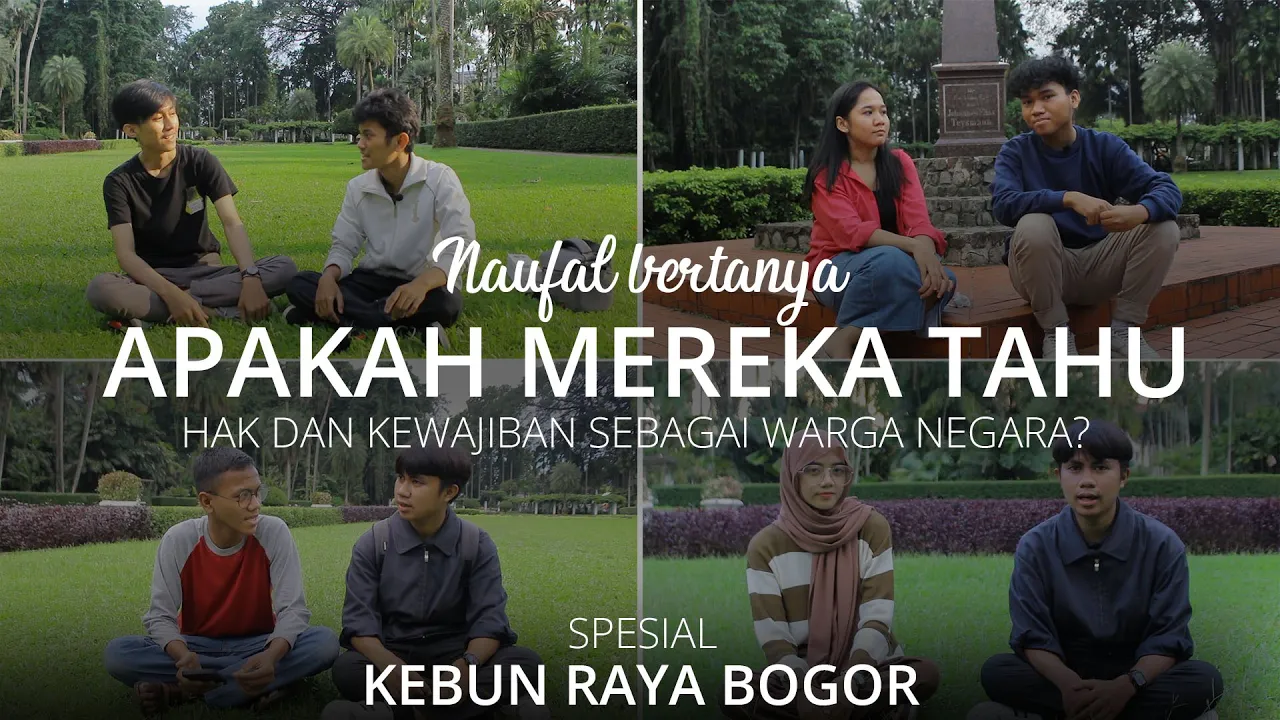 Naufal bertanya
APAKAH MEREKA TAHU
HAK DAN KEWAJIBAN SEBAGAI WARGA NEGARA?
SPESIAL
KEBUN RAYA BOGOR